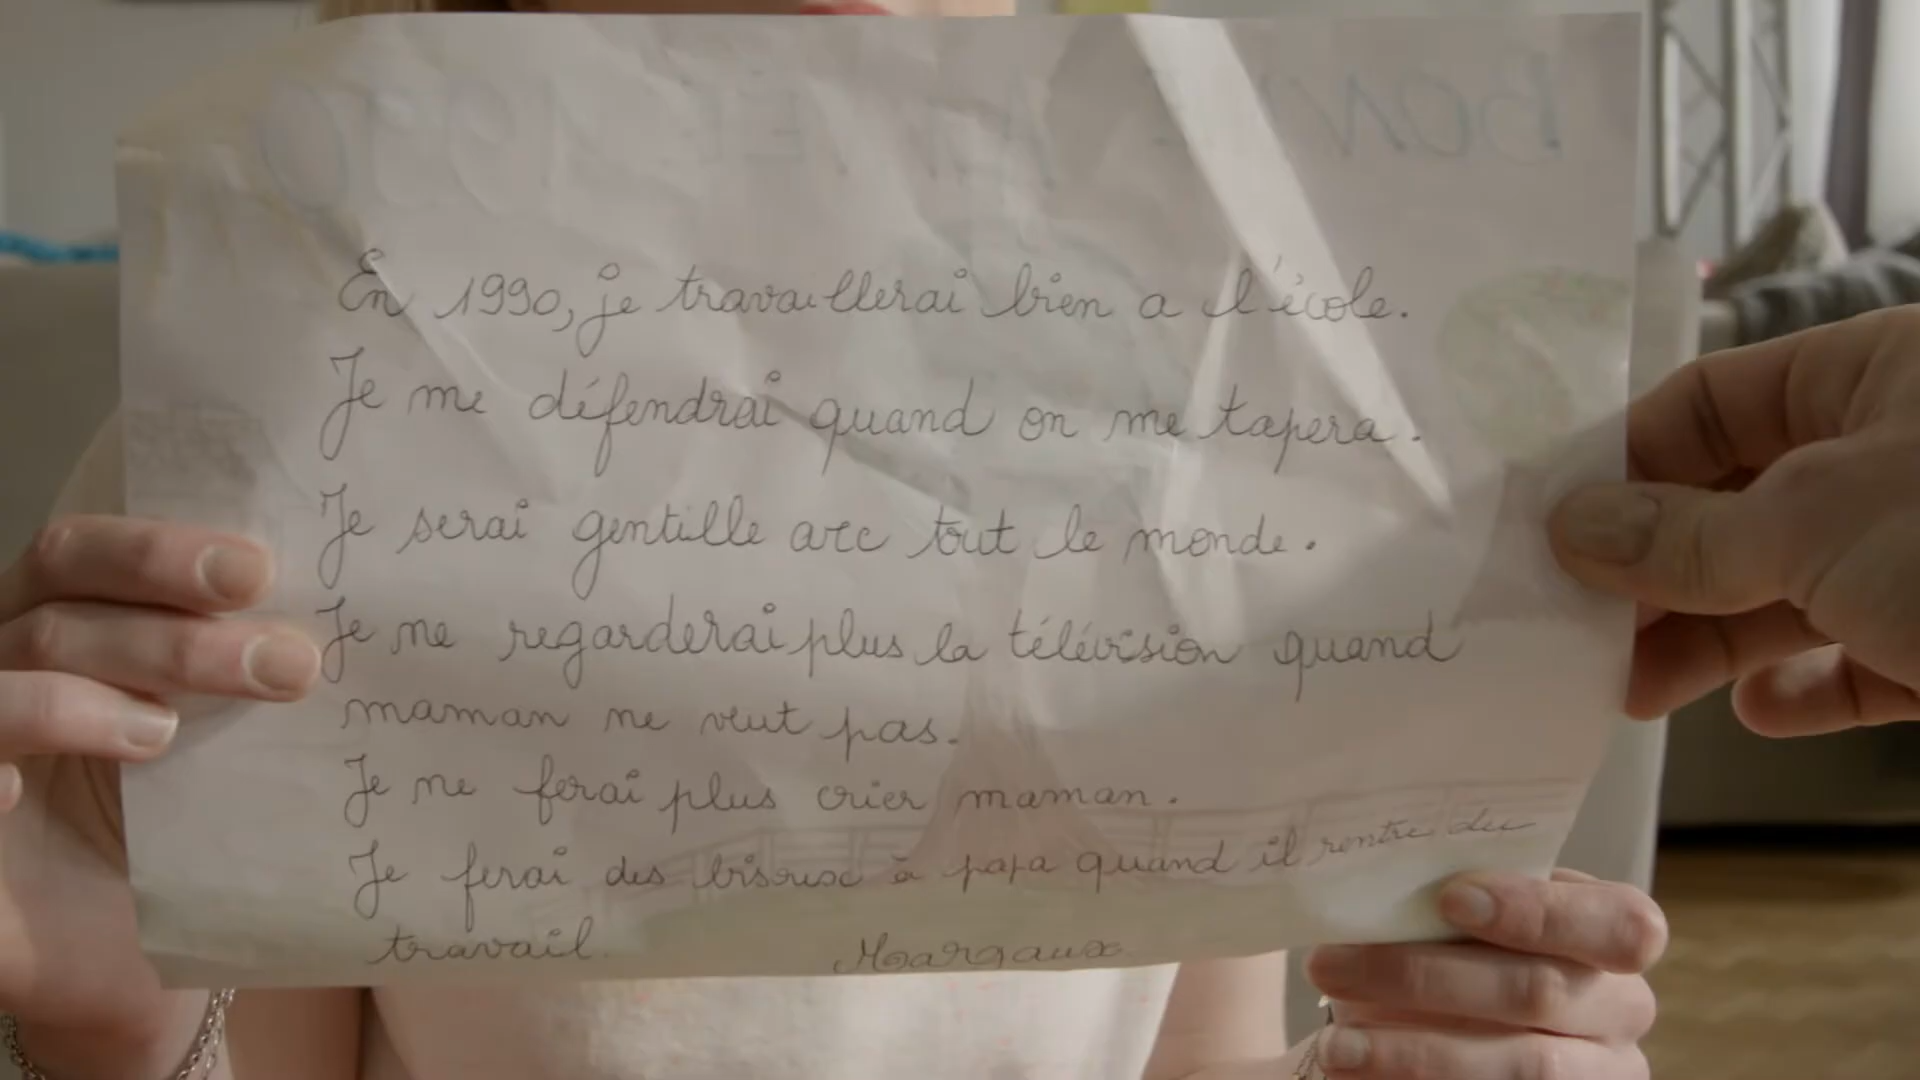 En 1990, je travaillerai bien a l'école.
Je me défendrai quand on me tapera.
Je serai gentille avec tout le monde.
Je ne regarderai plus la télévision quand
maman ne veut pas.
Je ne ferai plus crier maman.
Je ferai des bisous à papa quand il rentre du
travail.
Margaux